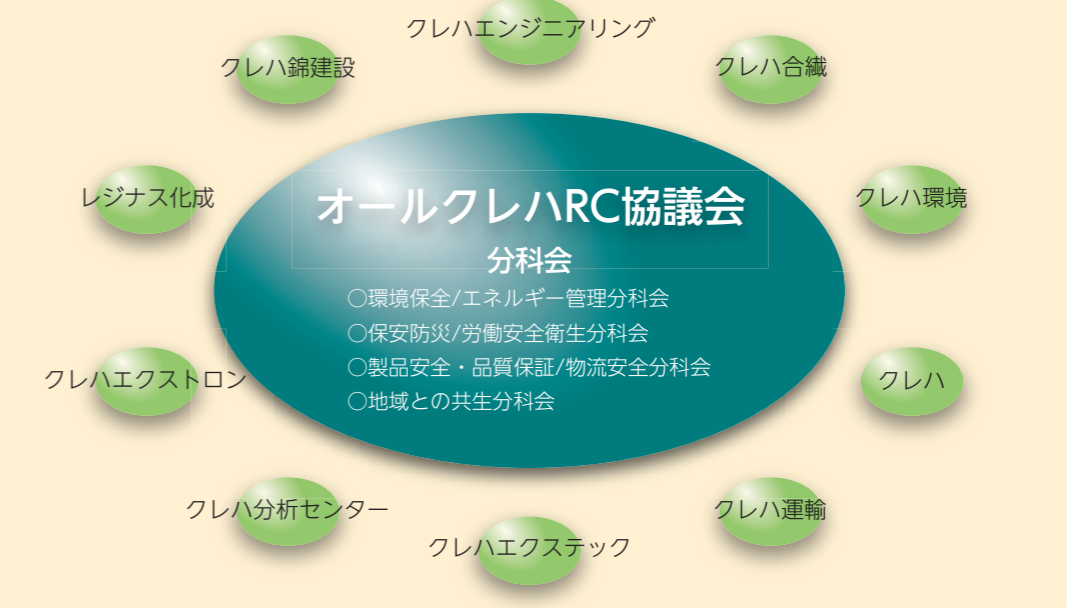 クレハエンジニアリング
クレハ錦建設
クレハ合繊
レジナス化成
クレハ環境
オールクレハRC協議会
分科会
○環境保全/エネルギー管理分科会
○保安防災/労働安全衛生分科会
○製品安全・品質保証/物流安全分科会
○地域との共生分科会
クレハエクストロン
クレハ
クレハ分析センター
クレハ運輸
クレハエクステック